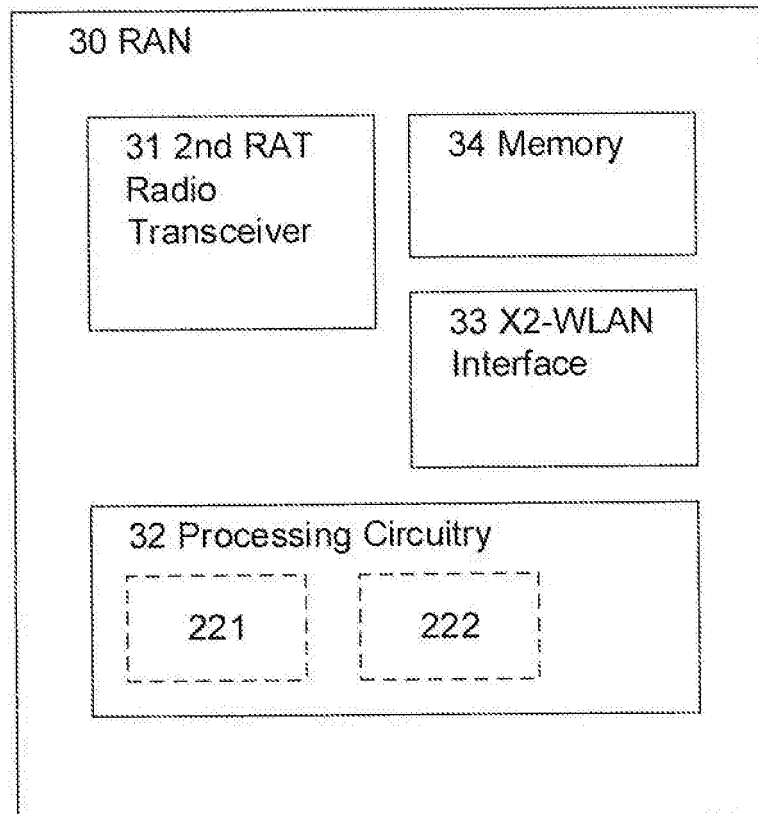 30 RAN
31 2nd RAT
Radio
Transceiver
34 Memory
33 X2-WLAN
Interface
32 Processing Circuitry
221
222